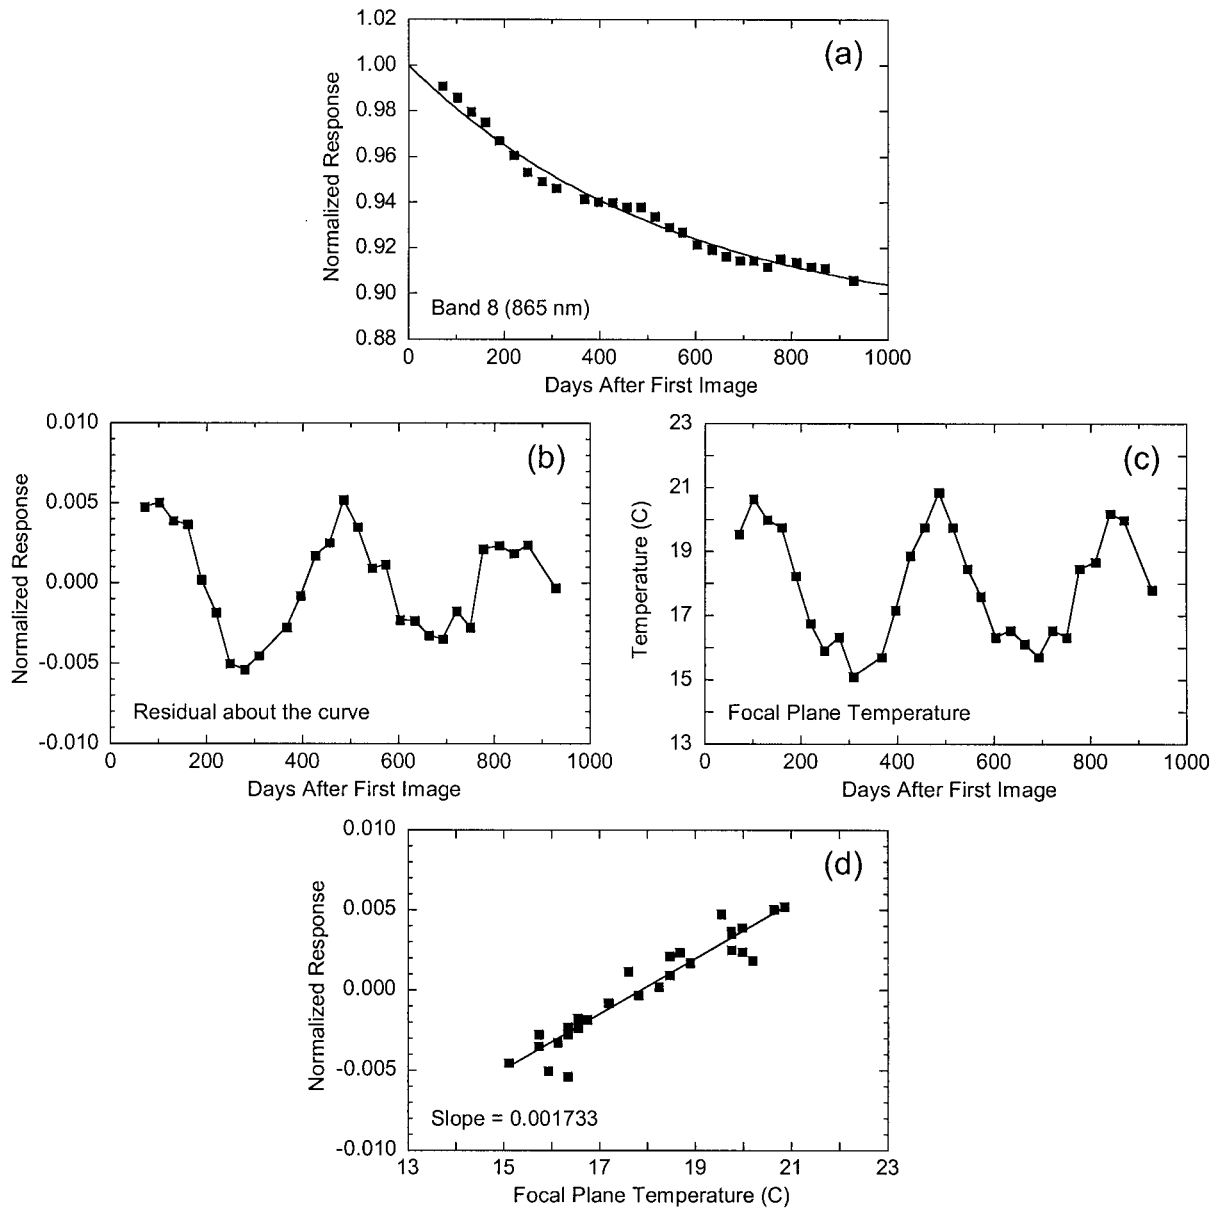 1.02
1.00
0.98
0.96
0.94
0.92
0.90
0.88
Normalized Response
(a)
Band 8 (865 nm)
0 200 400 600 800 1000
Days After First Image
0.010
0.005
0.000
-0.005
-0.010
Normalized Response
(b)
Residual about the curve
0 200 400 600 800 1000
Days After First Image
23
21
19
17
15
13
Temperature (C)
(c)
Focal Plane Temperature
0 200 400 600 800 1000
Days After First Image
0.010
0.005
0.000
-0.005
-0.010
Normalized Response
(d)
Slope = 0.001733
13 15 17 19 21 23
Focal Plane Temperature (C)